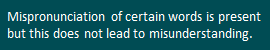 Mispronunciation of certain words is present
but this does not lead to misunderstanding.